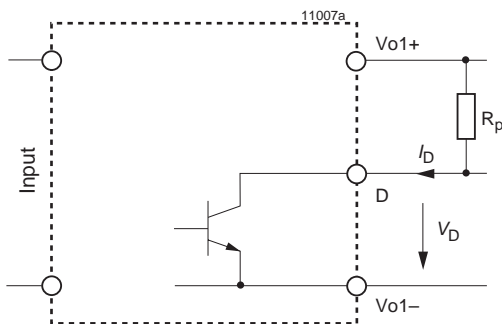 11007a
Vo1+
Input
Rp
ID
D
VD
Vo1–